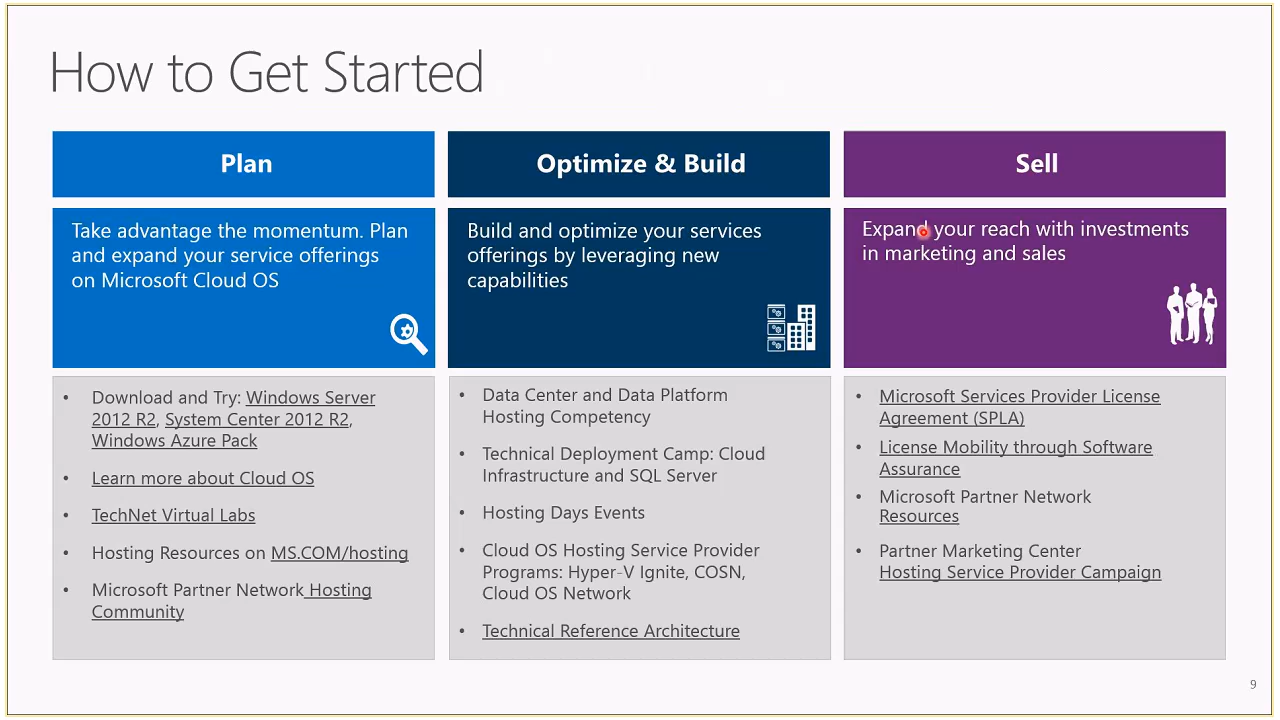 How to Get Started
Plan
Take advantage the momentum. Plan
and expand your service offerings
on Microsoft Cloud OS
• Download and Try: Windows Server
2012 R2, System Center 2012 R2,
Windows Azure Pack
• Learn more about Cloud OS
• TechNet Virtual Labs
• Hosting Resources on MS.COM/hosting
• Microsoft Partner Network Hosting
Community
Optimize & Build
Build and optimize your services
offerings by leveraging new
capabilities
• Data Center and Data Platform
Hosting Competency
• Technical Deployment Camp: Cloud
Infrastructure and SQL Server
• Hosting Days Events
• Cloud OS Hosting Service Provider
Programs: Hyper-V Ignite, COSN,
Cloud OS Network
• Technical Reference Architecture
Sell
Expand your reach with investments
in marketing and sales
• Microsoft Services Provider License
Agreement (SPLA)
• License Mobility through Software
Assurance
• Microsoft Partner Network
Resources
• Partner Marketing Center
Hosting Service Provider Campaign
9